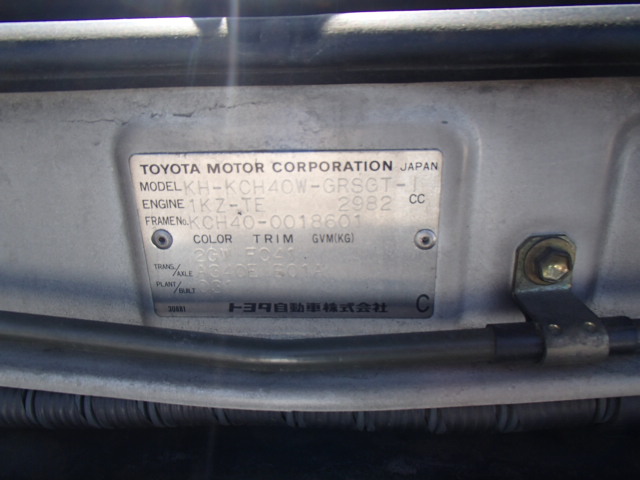 TOYOTA MOTOR CORPORATION JAPAN
MODEL KH-KCH40W-GRSGT-
ENGINE 1KZ-TE 2982 CC
FRAME No. KCH40-0018601
COLOR TRIM GVM(KG)
TRANS./AXLE
PLANT/BUILT
30881 トヨタ自動車株式会社 C